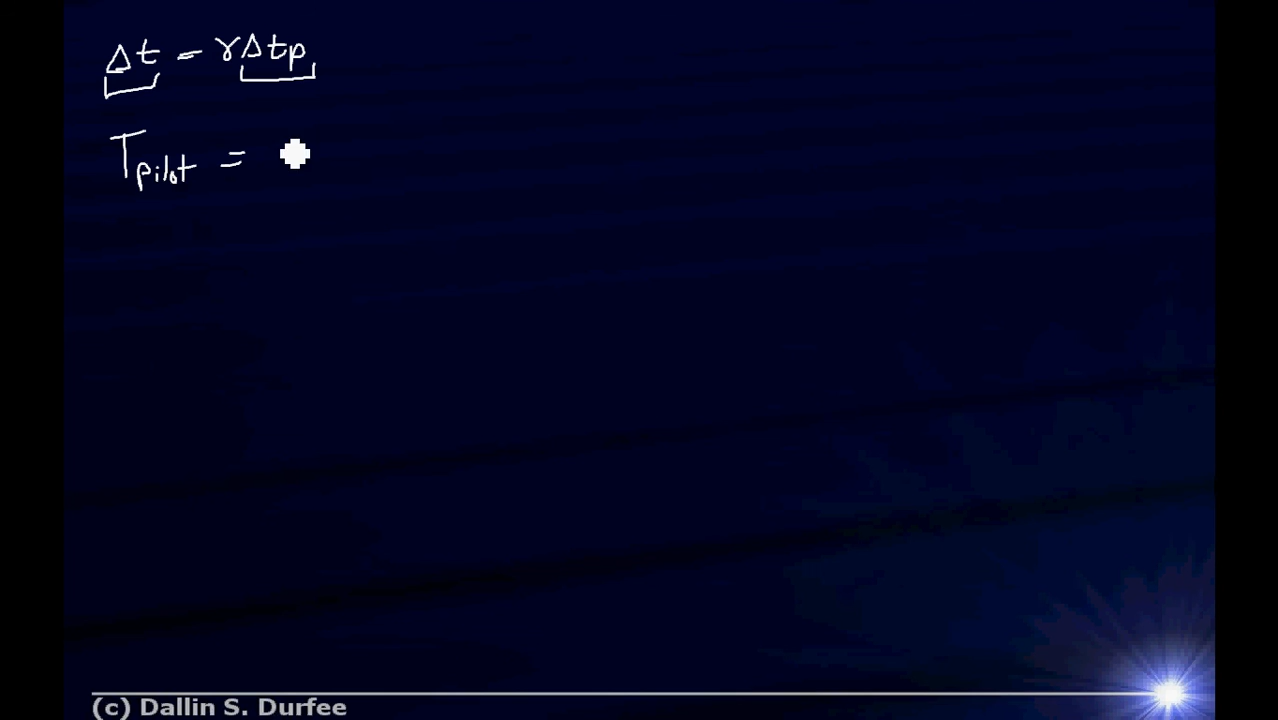 Δt = γΔtp
Tpilot =
(c) Dallin S. Durfee